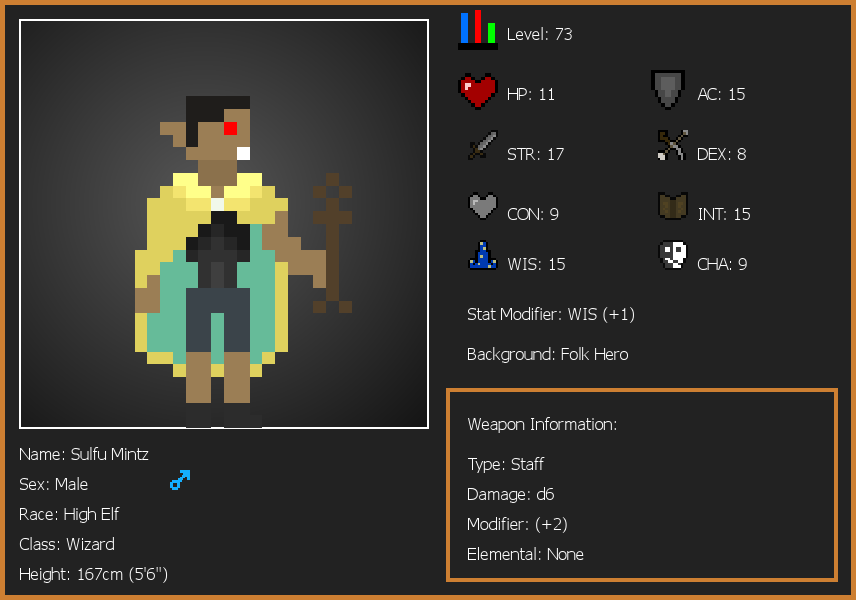 Level: 73
HP: 11
AC: 15
STR: 17
DEX: 8
CON: 9
INT: 15
WIS: 15
CHA: 9
Stat Modifier: WIS (+1)
Background: Folk Hero
Weapon Information:
Type: Staff
Damage: d6
Modifier: (+2)
Elemental: None
Name: Sulfu Mintz
Sex: Male
Race: High Elf
Class: Wizard
Height: 167cm (5'6")